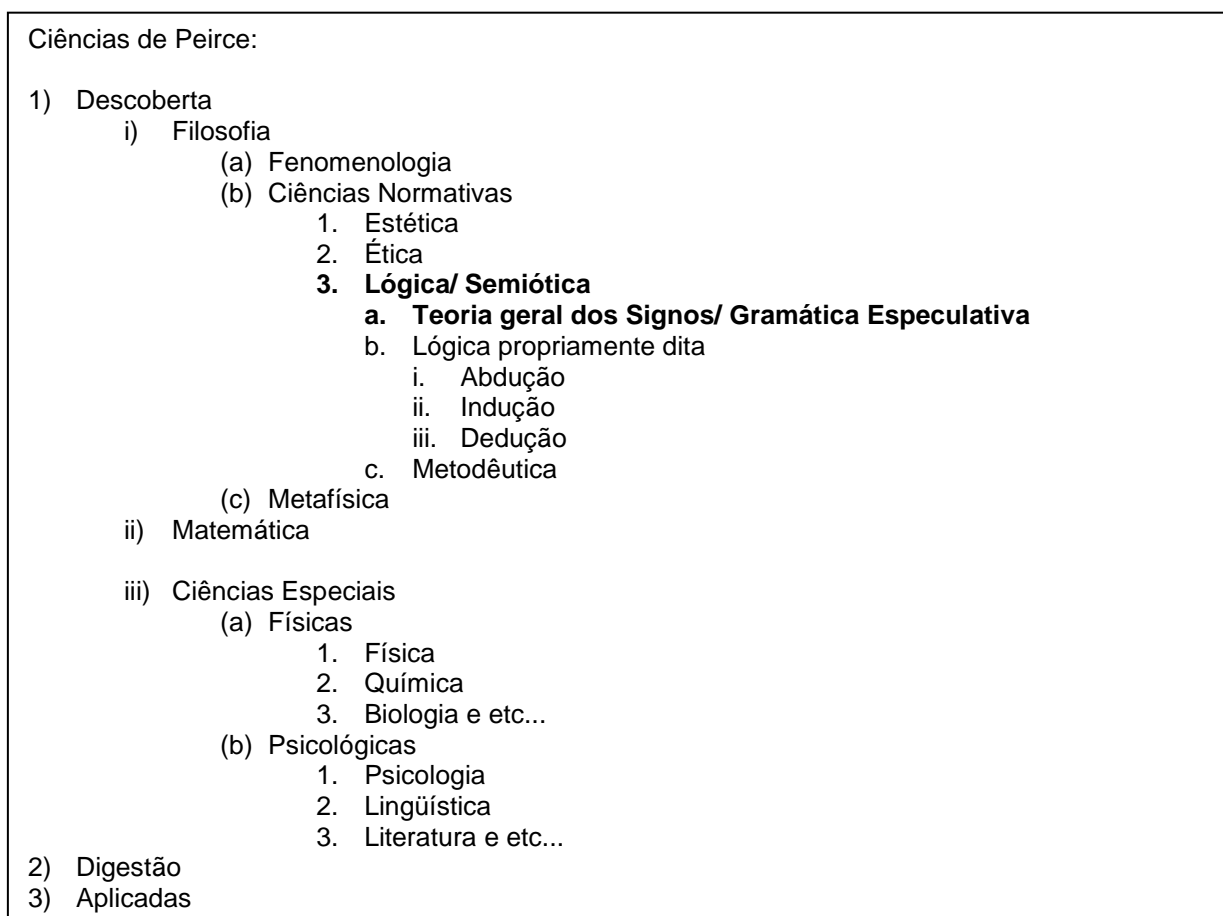 Ciências de Peirce:
1) Descoberta
i) Filosofia
(a) Fenomenologia
(b) Ciências Normativas
1. Estética
2. Ética
3. Lógica/ Semiótica
a. Teoria geral dos Signos/ Gramática Especulativa
b. Lógica propriamente dita
i. Abdução
ii. Indução
iii. Dedução
c. Metodêutica
(c) Metafísica
ii) Matemática
iii) Ciências Especiais
(a) Físicas
1. Física
2. Química
3. Biologia e etc...
(b) Psicológicas
1. Psicologia
2. Lingüística
3. Literatura e etc...
2) Digestão
3) Aplicadas